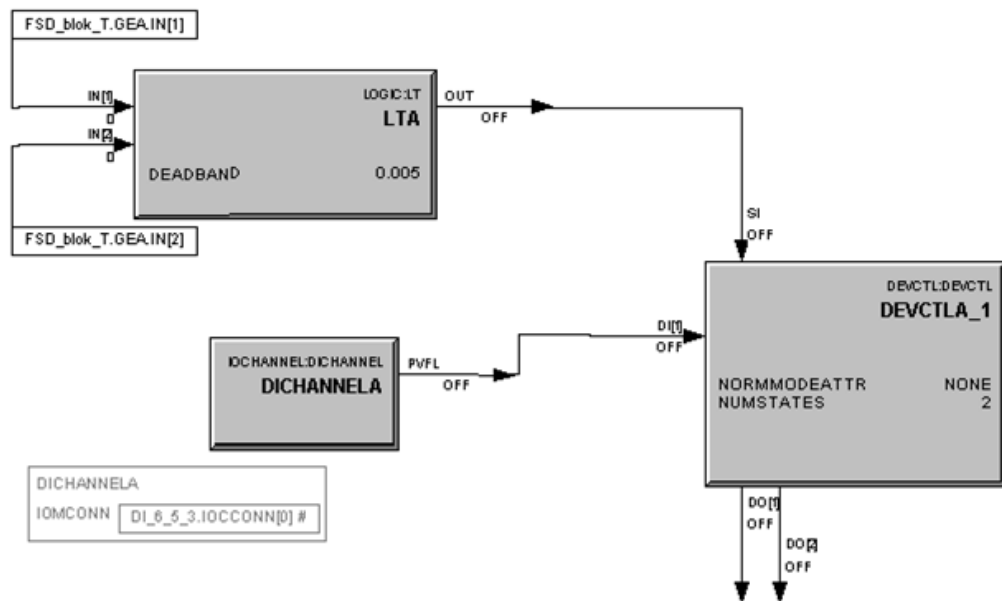 FSD_blok_T.GEA.IN[1]
IN[1]
0
IN[2]
0
LOGIC:LT
LTA
DEADBAND 0.005
OUT
OFF
FSD_blok_T.GEA.IN[2]
SI
OFF
DEVCTL:DEVCTL
DEVCTLA_1
DI[1]
OFF
NORMMODEATTR NONE
NUMSTATES 2
IOCHANNEL:DICHANNEL
DICHANNELA
PVFL
OFF
DICHANNELA
IOMCONN DI_6_5_3.IOCCONN[0] #
DO[1]
OFF
DO[2]
OFF